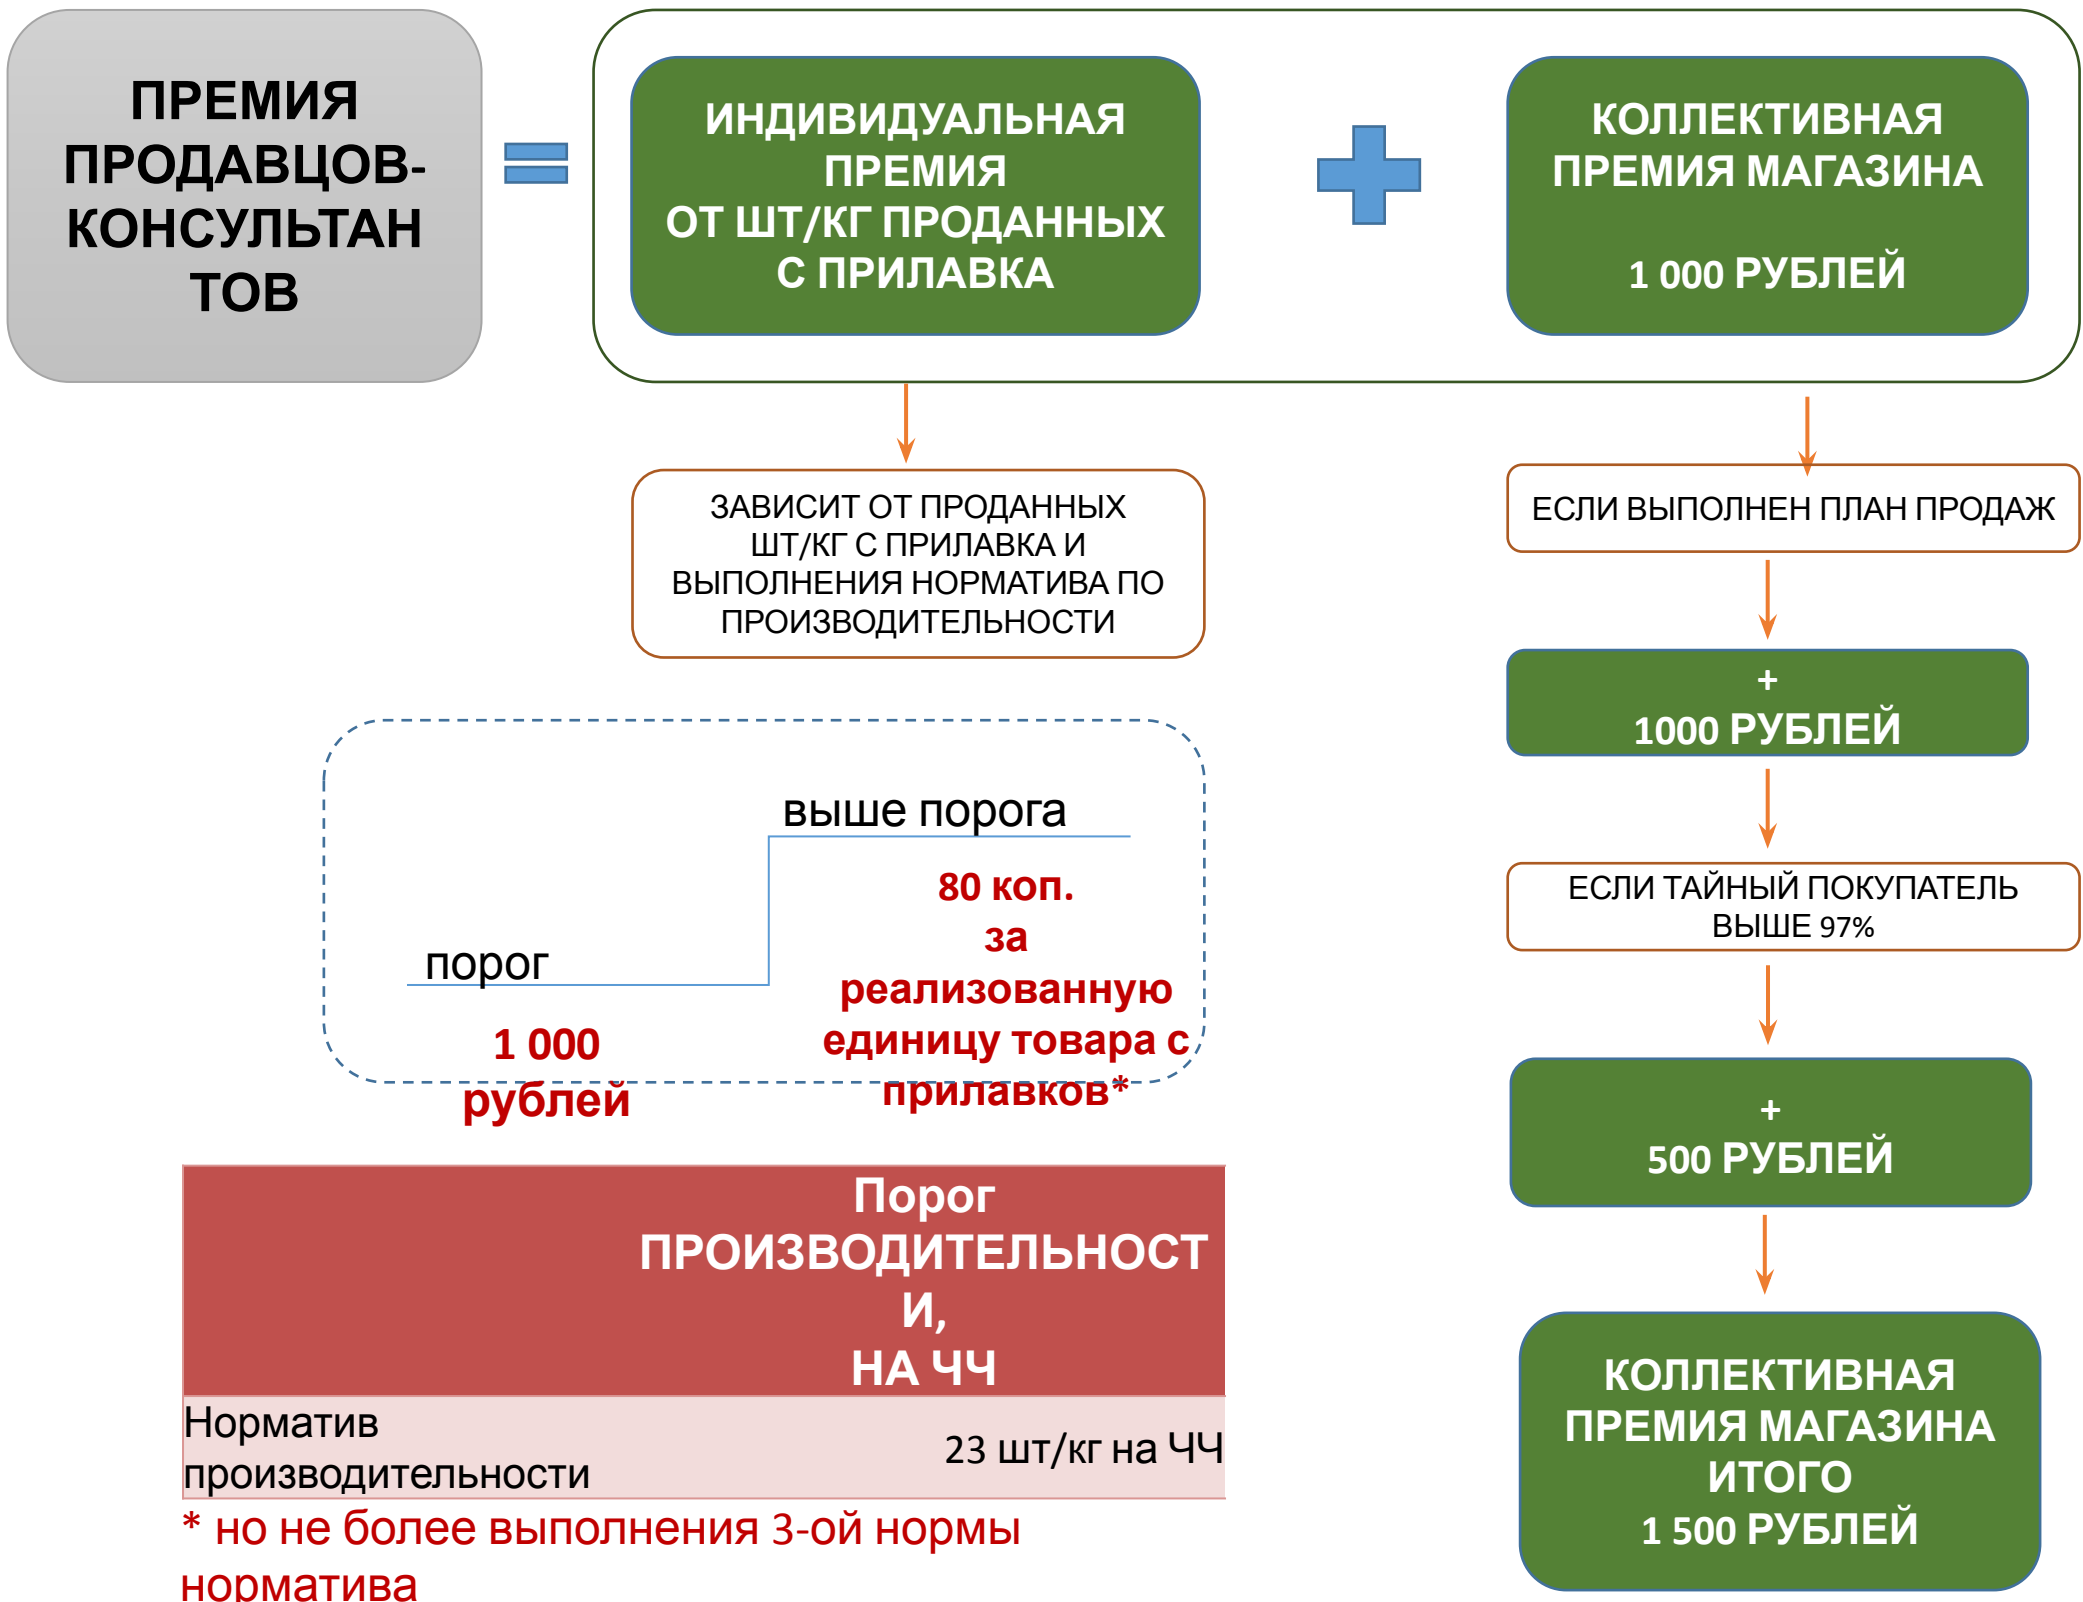 ПРЕМИЯ
ПРОДАВЦОВ-
КОНСУЛЬТАН
ТОВ
ИНДИВИДУАЛЬНАЯ
ПРЕМИЯ
ОТ ШТ/КГ ПРОДАННЫХ
С ПРИЛАВКА
КОЛЛЕКТИВНАЯ
ПРЕМИЯ МАГАЗИНА
1 000 РУБЛЕЙ
ЗАВИСИТ ОТ ПРОДАННЫХ
ШТ/КГ С ПРИЛАВКА И
ВЫПОЛНЕНИЯ НОРМАТИВА ПО
ПРОИЗВОДИТЕЛЬНОСТИ
порог
1 000
рублей
выше порога
80 коп.
за
реализованную
единицу товара с
прилавков*
Порог
ПРОИЗВОДИТЕЛЬНОСТ
И,
НА ЧЧ
Норматив
производительности
23 шт/кг на ЧЧ
* но не более выполнения 3-ой нормы
норматива
ЕСЛИ ВЫПОЛНЕН ПЛАН ПРОДАЖ
+
1000 РУБЛЕЙ
ЕСЛИ ТАЙНЫЙ ПОКУПАТЕЛЬ
ВЫШЕ 97%
+
500 РУБЛЕЙ
КОЛЛЕКТИВНАЯ
ПРЕМИЯ МАГАЗИНА
ИТОГО
1 500 РУБЛЕЙ